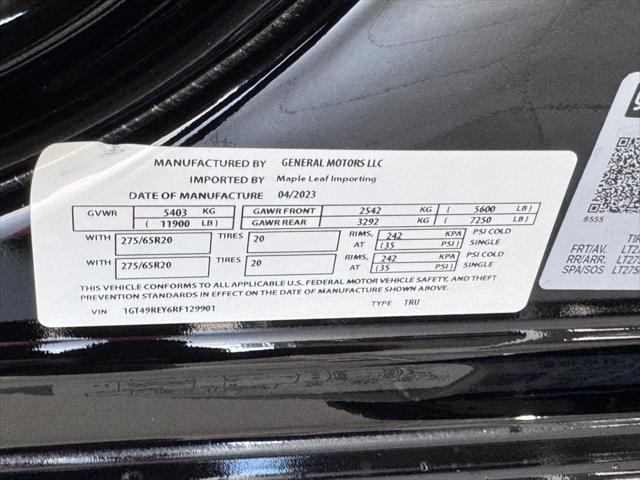 MANUFACTURED BY GENERAL MOTORS LLC
IMPORTED BY Maple Leaf Importing
DATE OF MANUFACTURE 04/2023
GVWR 5403 KG GAWR FRONT 2542 KG ( 5600 LB)
( 11900 LB) GAWR REAR 3292 KG ( 7250 LB)
WITH 275/65R20 TIRES 20 RIMS, AT 242 KPA (35 PSI) PSI COLD SINGLE
WITH 275/65R20 TIRES 20 RIMS, AT 242 KPA (35 PSI) PSI COLD SINGLE
THIS VEHICLE CONFORMS TO ALL APPLICABLE U.S. FEDERAL MOTOR VEHICLE SAFETY, AND THEFT
PREVENTION STANDARDS IN EFFECT ON THE DATE OF MANUFACTURE SHOWN ABOVE.
VIN 1GT49REY6RF129901 TYPE TRU
8555
FRT/AV.
RR/ARR.
SPA/SOS